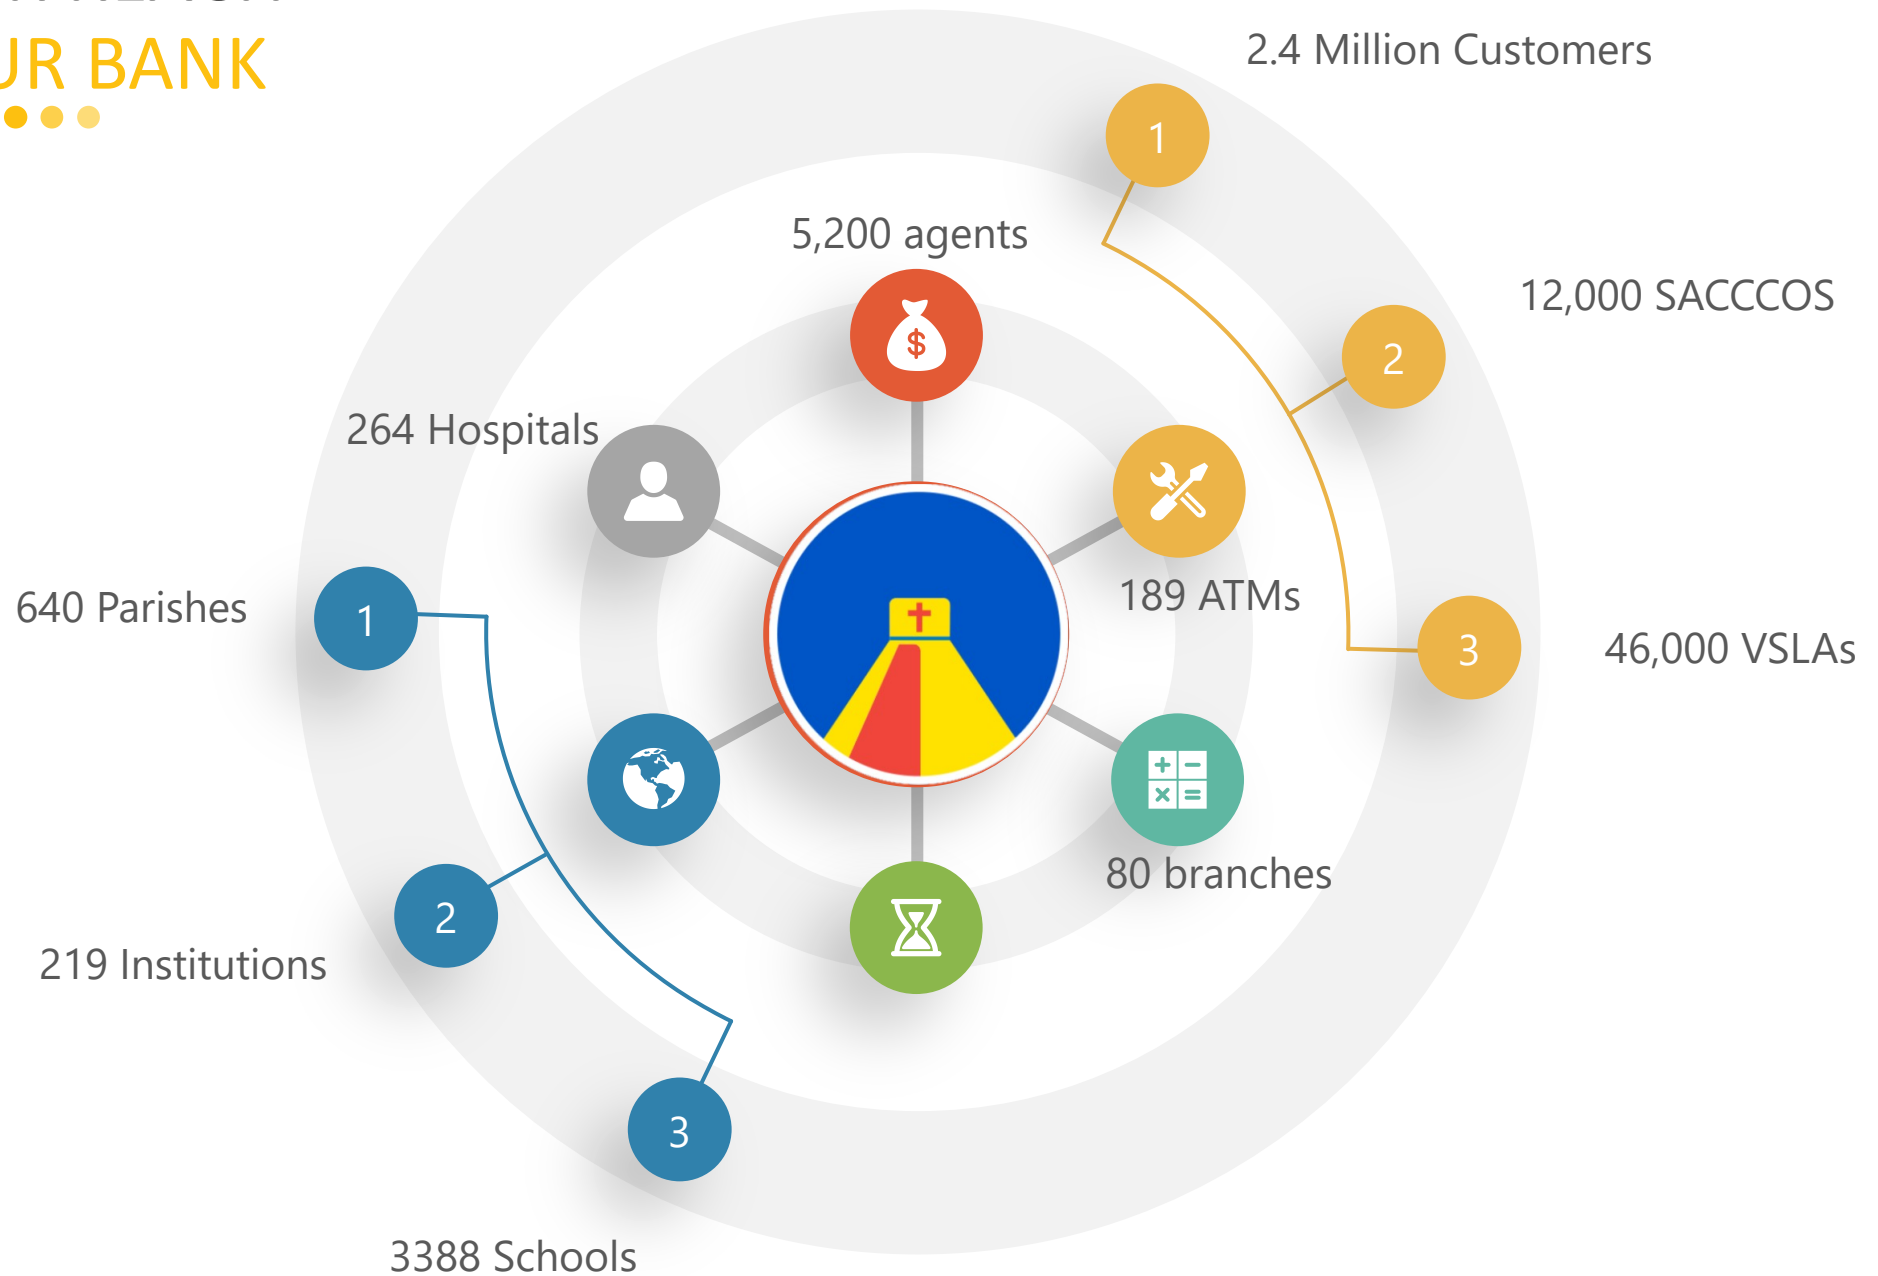 UR BANK
2.4 Million Customers
1
5,200 agents
12,000 SACCCOS
2
$
264 Hospitals
189 ATMs
640 Parishes
1
3
46,000 VSLAs
80 branches
2
219 Institutions
3
3388 Schools